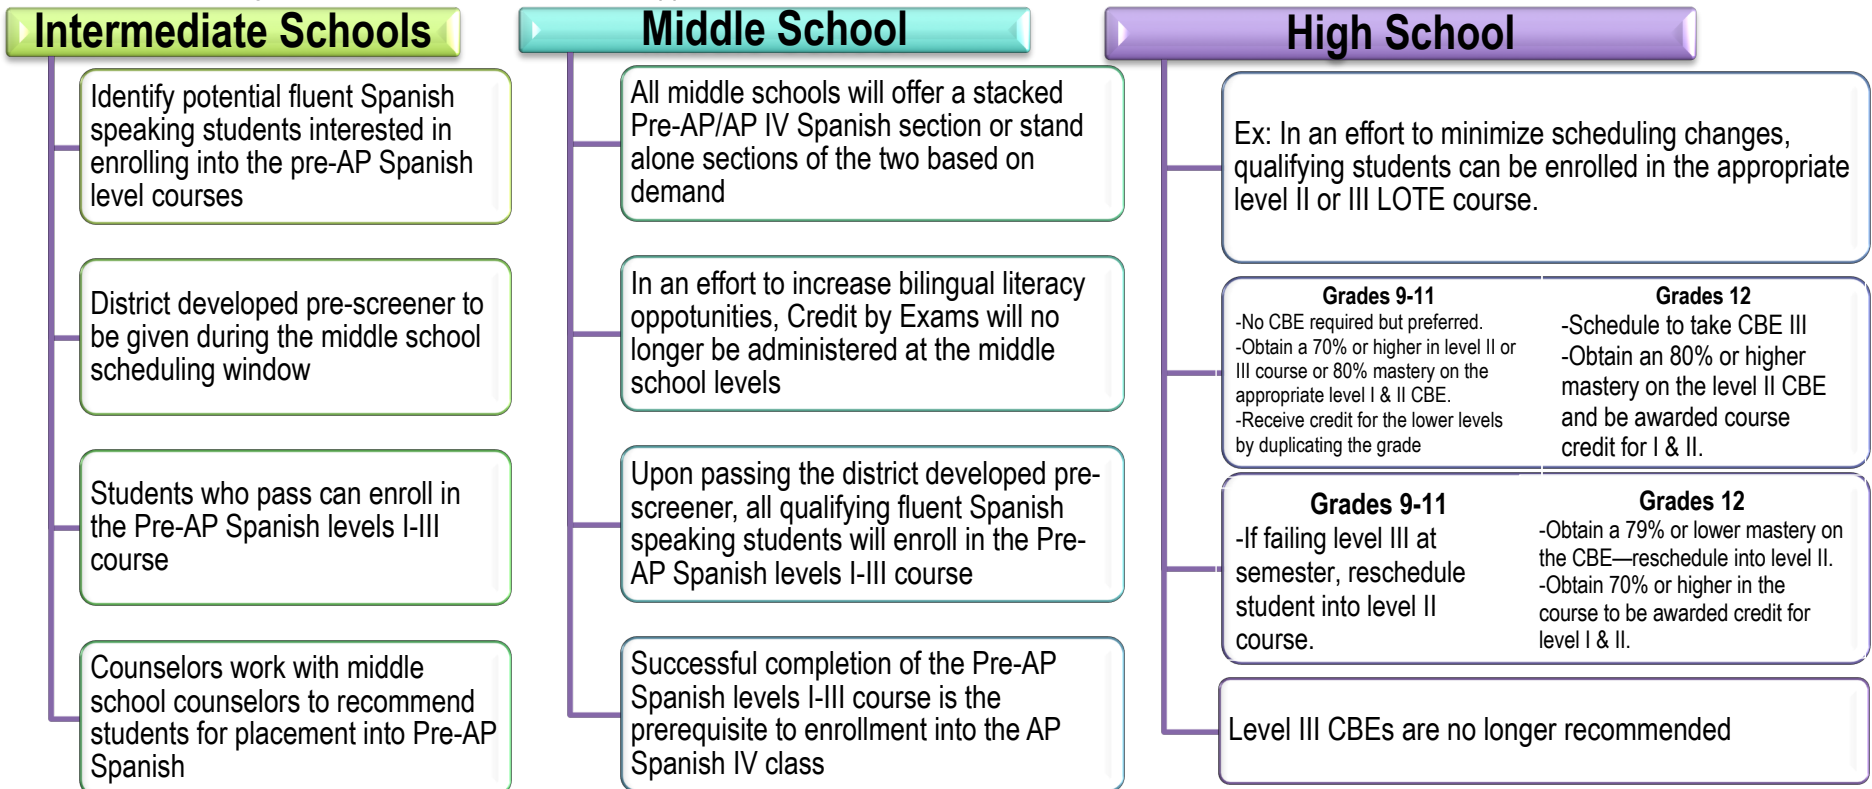 Intermediate Schools
Identify potential fluent Spanish
speaking students interested in
enrolling into the pre-AP Spanish
level courses
District developed pre-screener to
be given during the middle school
scheduling window
Students who pass can enroll in
the Pre-AP Spanish levels I-III
course
Counselors work with middle
school counselors to recommend
students for placement into Pre-AP
Spanish
Middle School
All middle schools will offer a stacked
Pre-AP/AP IV Spanish section or stand
alone sections of the two based on
demand
In an effort to increase bilingual literacy
oppotunities, Credit by Exams will no
longer be administered at the middle
school levels
Upon passing the district developed pre-
screener, all qualifying fluent Spanish
speaking students will enroll in the Pre-
AP Spanish levels I-III course
Successful completion of the Pre-AP
Spanish levels I-III course is the
prerequisite to enrollment into the AP
Spanish IV class
High School
Ex: In an effort to minimize scheduling changes,
qualifying students can be enrolled in the appropriate
level II or III LOTE course.
Grades 9-11
-No CBE required but preferred.
-Obtain a 70% or higher in level II or
III course or 80% mastery on the
appropriate level I & II CBE.
-Receive credit for the lower levels
by duplicating the grade
Grades 12
-Schedule to take CBE III
-Obtain an 80% or higher
mastery on the level II CBE
and be awarded course
credit for I & II.
Grades 9-11
-If failing level III at
semester, reschedule
student into level II
course.
Grades 12
-Obtain a 79% or lower mastery on
the CBE—reschedule into level II.
-Obtain 70% or higher in the
course to be awarded credit for
level I & II.
Level III CBEs are no longer recommended